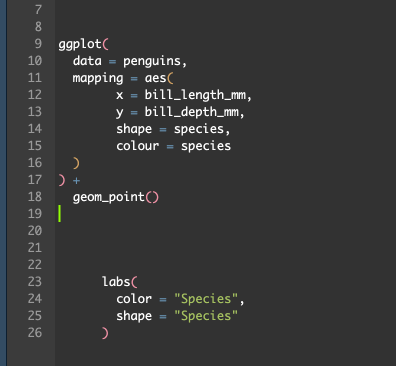 7
8
9 ggplot(
10 data = penguins,
11 mapping = aes(
12 x = bill_length_mm,
13 y = bill_depth_mm,
14 shape = species,
15 colour = species
16 )
17 ) +
18 geom_point()
19
20
21
22
23 labs(
24 color = "Species",
25 shape = "Species"
26 )